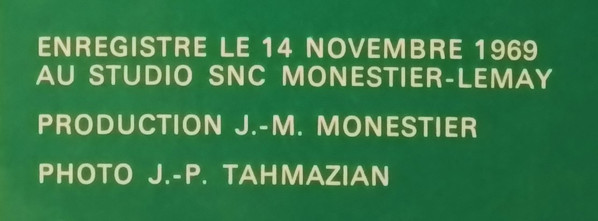 ENREGISTRE LE 14 NOVEMBRE 1969
AU STUDIO SNC MONESTIER-LEMAY
PRODUCTION J.-M. MONESTIER
PHOTO J.-P. TAHMAZIAN